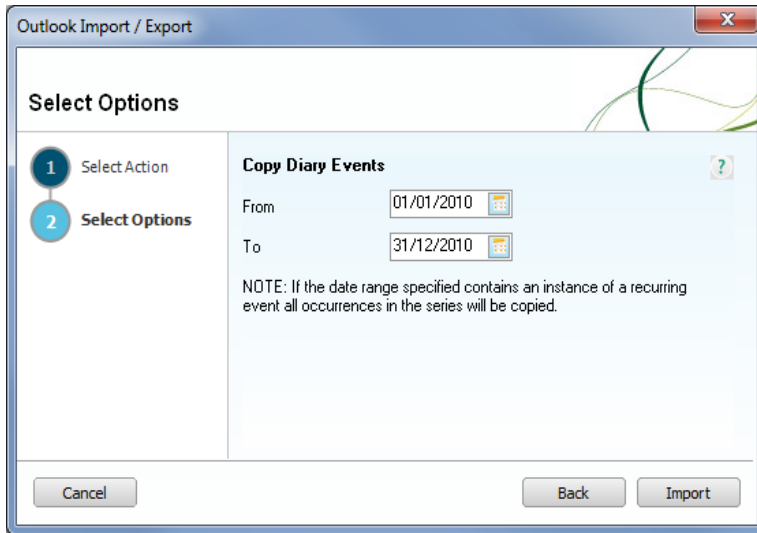 Outlook Import / Export
Select Options
1 Select Action
2 Select Options
Copy Diary Events
?
From 01/01/2010
To 31/12/2010
NOTE: If the date range specified contains an instance of a recurring
event all occurrences in the series will be copied.
Cancel Back Import